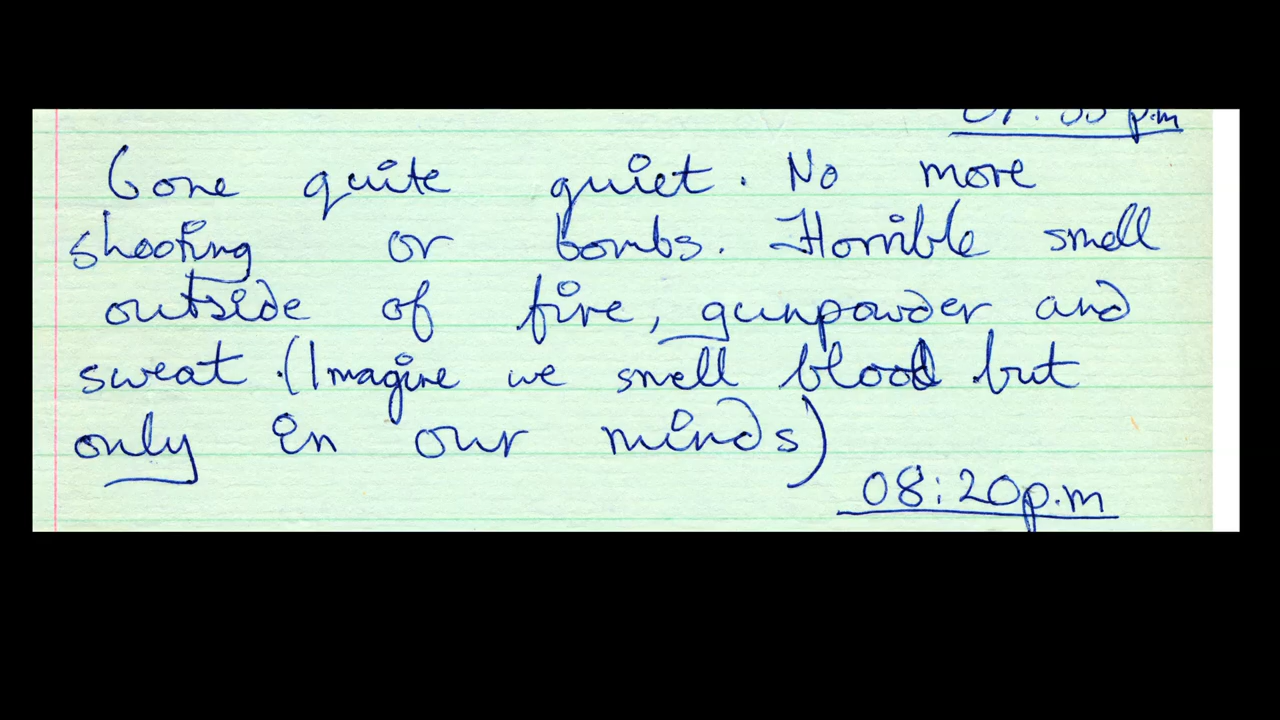 p.m
Gone quite quiet. No more
shooting or bombs. Horrible smell
outside of fire, gunpowder and
sweat. (Imagine we smell blood but
only in our minds)
08:20p.m